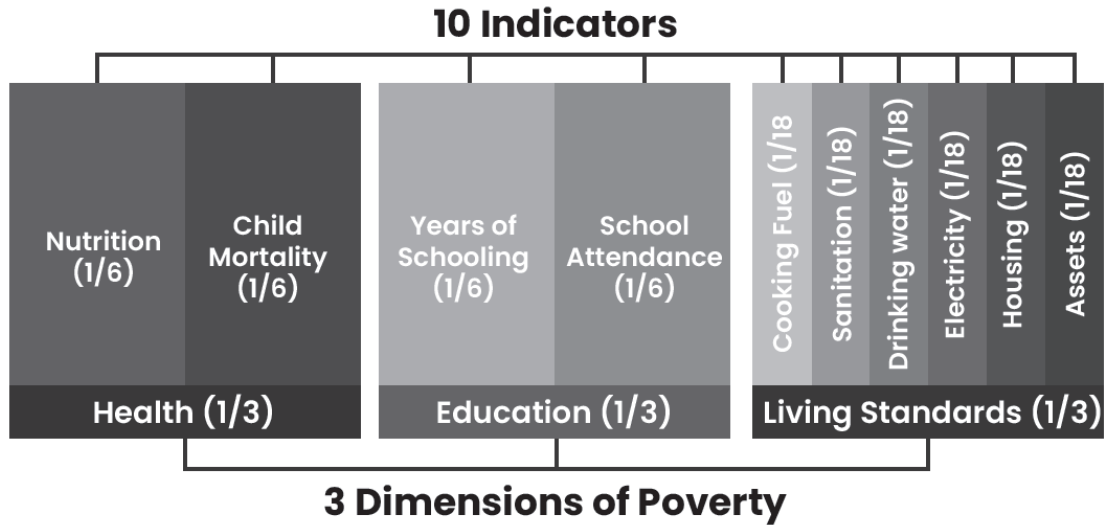 10 Indicators
Nutrition
(1/6)
Child
Mortality
(1/6)
Years of
Schooling
(1/6)
School
Attendance
(1/6)
Cooking Fuel (1/18
Sanitation (1/18)
Drinking water (1/18)
Electricity (1/18)
Housing (1/18)
Assets (1/18)
Health (1/3)
Education (1/3)
Living Standards (1/3)
3 Dimensions of Poverty